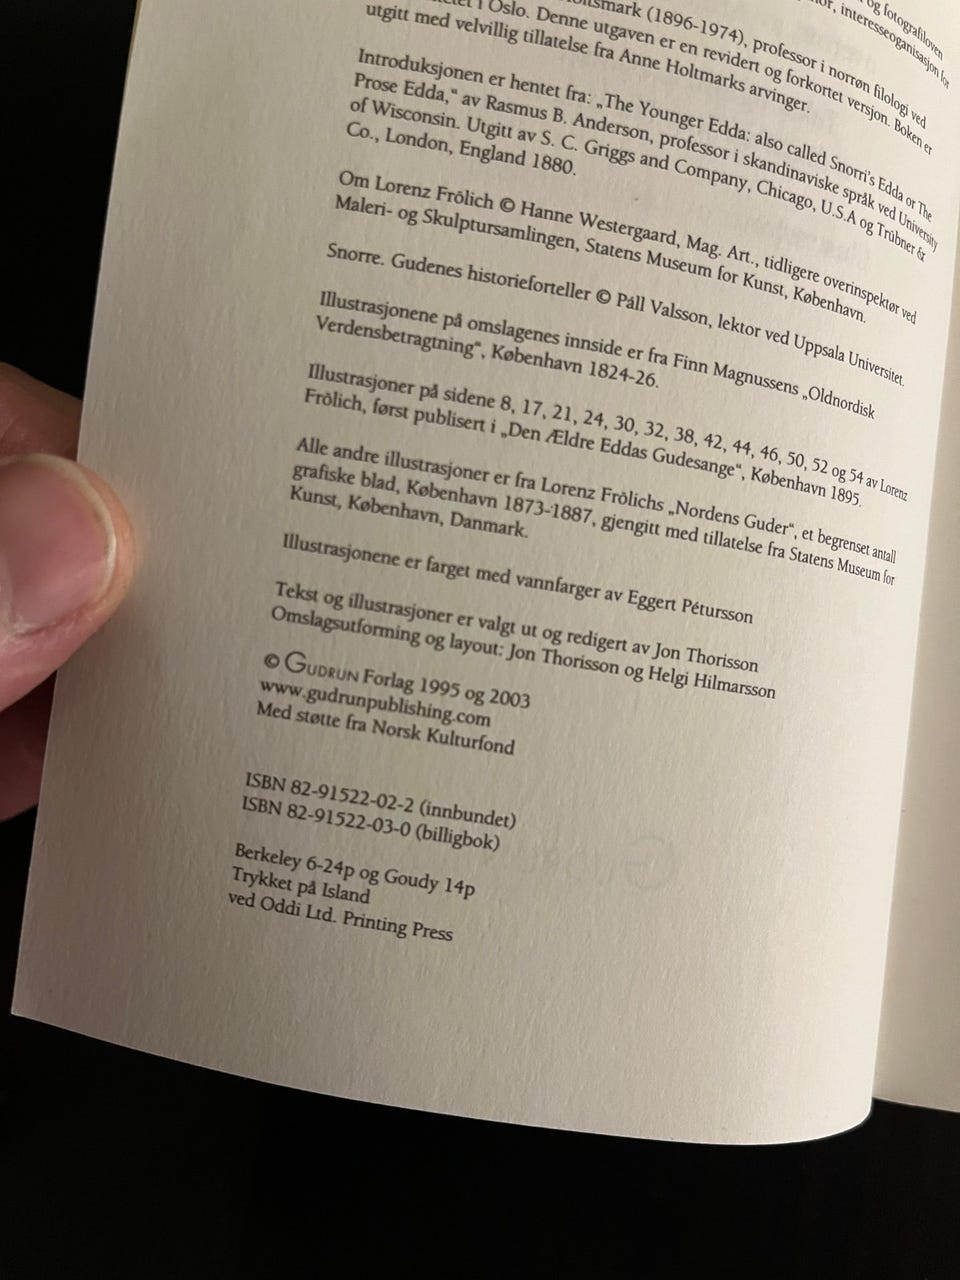 og fotografiloven
interesseoganisasjon for
i Oslo. Denne utgaven er en revidert og forkortet versjon. Boken er
(1896-1974), professor i norrøn filologi ved
utgitt med velvillig tillatelse fra Anne Holtmarks arvinger.
Introduksjonen er hentet fra: „The Younger Edda: also called Snorri's Edda or The
Prose Edda,“ av Rasmus B. Anderson, professor i skandinaviske språk ved University
of Wisconsin. Utgitt av S. C. Griggs and Company, Chicago, U.S.A og Trübner &
Co., London, England 1880.
Om Lorenz Frölich © Hanne Westergaard, Mag. Art., tidligere overinspektør ved
Maleri- og Skulptursamlingen, Statens Museum for Kunst, København.
Snorre. Gudenes historieforteller © Páll Valsson, lektor ved Uppsala Universitet.
Illustrasjonene på omslagenes innside er fra Finn Magnussens „Oldnordisk
Verdensbetragtning“, København 1824-26.
Illustrasjoner på sidene 8, 17, 21, 24, 30, 32, 38, 42, 44, 46, 50, 52 og 54 av Lorenz
Frölich, først publisert i „Den Ældre Eddas Gudesange“, København 1895.
Alle andre illustrasjoner er fra Lorenz Frölichs „Nordens Guder“, et begrenset antall
grafiske blad, København 1873-1887, gjengitt med tillatelse fra Statens Museum for
Kunst, København, Danmark.
Illustrasjonene er farget med vannfarger av Eggert Pétursson
Tekst og illustrasjoner er valgt ut og redigert av Jon Thorisson
Omslagsutforming og layout: Jon Thorisson og Helgi Hilmarsson
© GUDRUN Forlag 1995 og 2003
www.gudrunpublishing.com
Med støtte fra Norsk Kulturfond
ISBN 82-91522-02-2 (innbundet)
ISBN 82-91522-03-0 (billigbok)
Berkeley 6-24p og Goudy 14p
Trykket på Island
ved Oddi Ltd. Printing Press